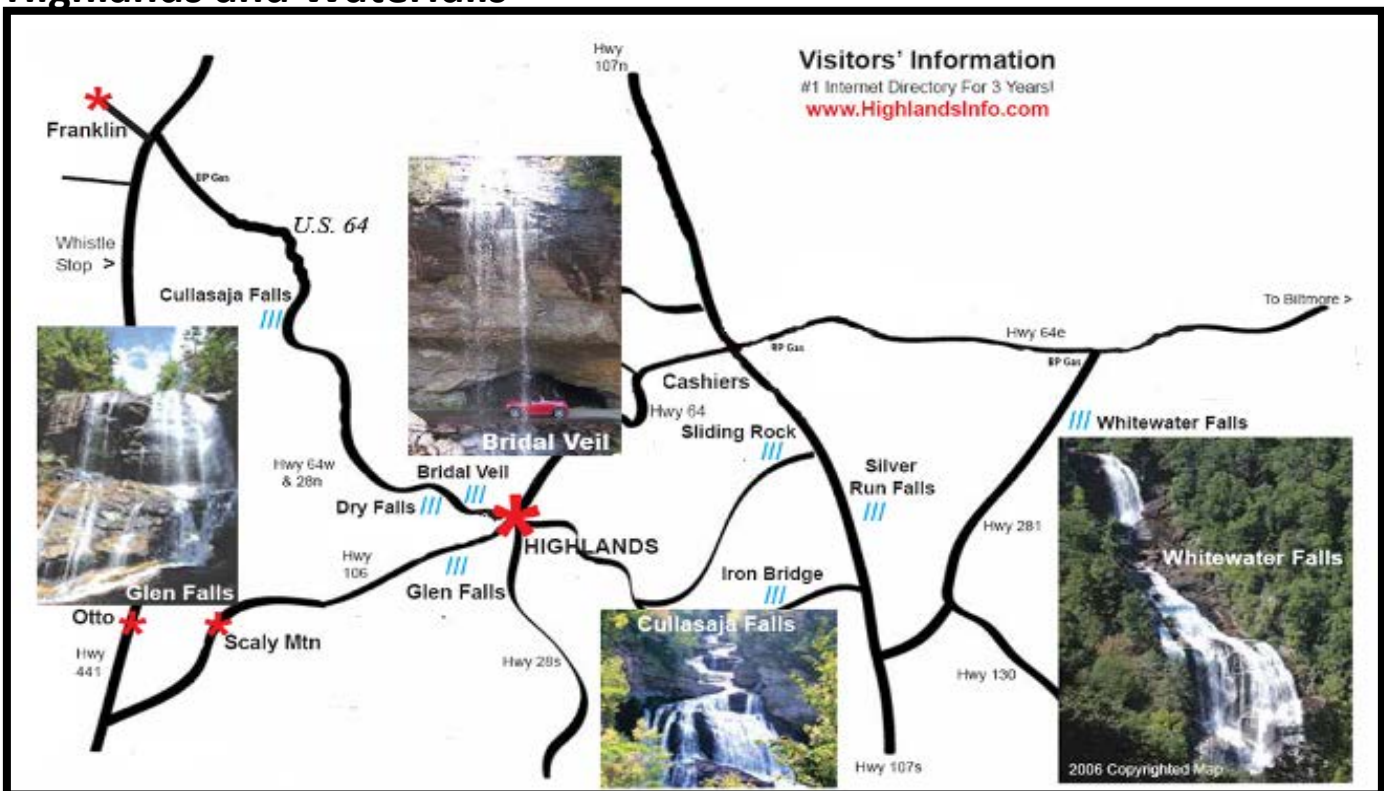 Highlands and Waterfalls
Hwy
107n
Visitors' Information
#1 Internet Directory For 3 Years!
www.HighlandsInfo.com
Franklin
BP Gas
U.S. 64
Whistle
Stop >
Cullasaja Falls
To Biltmore >
Hwy 64e
BP Gas
BP Gas
Cashiers
Hwy 64
Sliding Rock
Whitewater Falls
Bridal Veil
Hwy 64w
& 28n
Bridal Veil
Dry Falls
Silver
Run Falls
Hwy 281
HIGHLANDS
Hwy
106
Glen Falls
Iron Bridge
Whitewater Falls
Glen Falls
Otto
Scaly Mtn
Cullasaja Falls
Hwy
441
Hwy 28s
Hwy 130
Hwy 107s
2006 Copyrighted Map